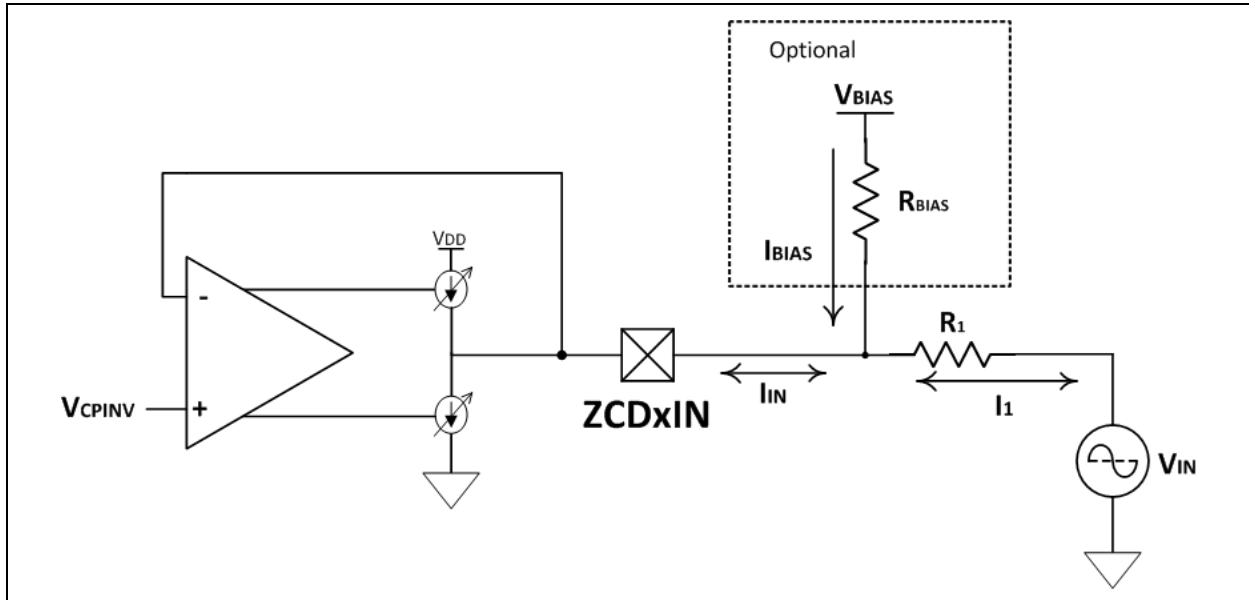 Optional
VBIAS
RBIAS
IBIAS
VDD
-
VCPINV
+
ZCDxIN
IIN
R1
I1
VIN